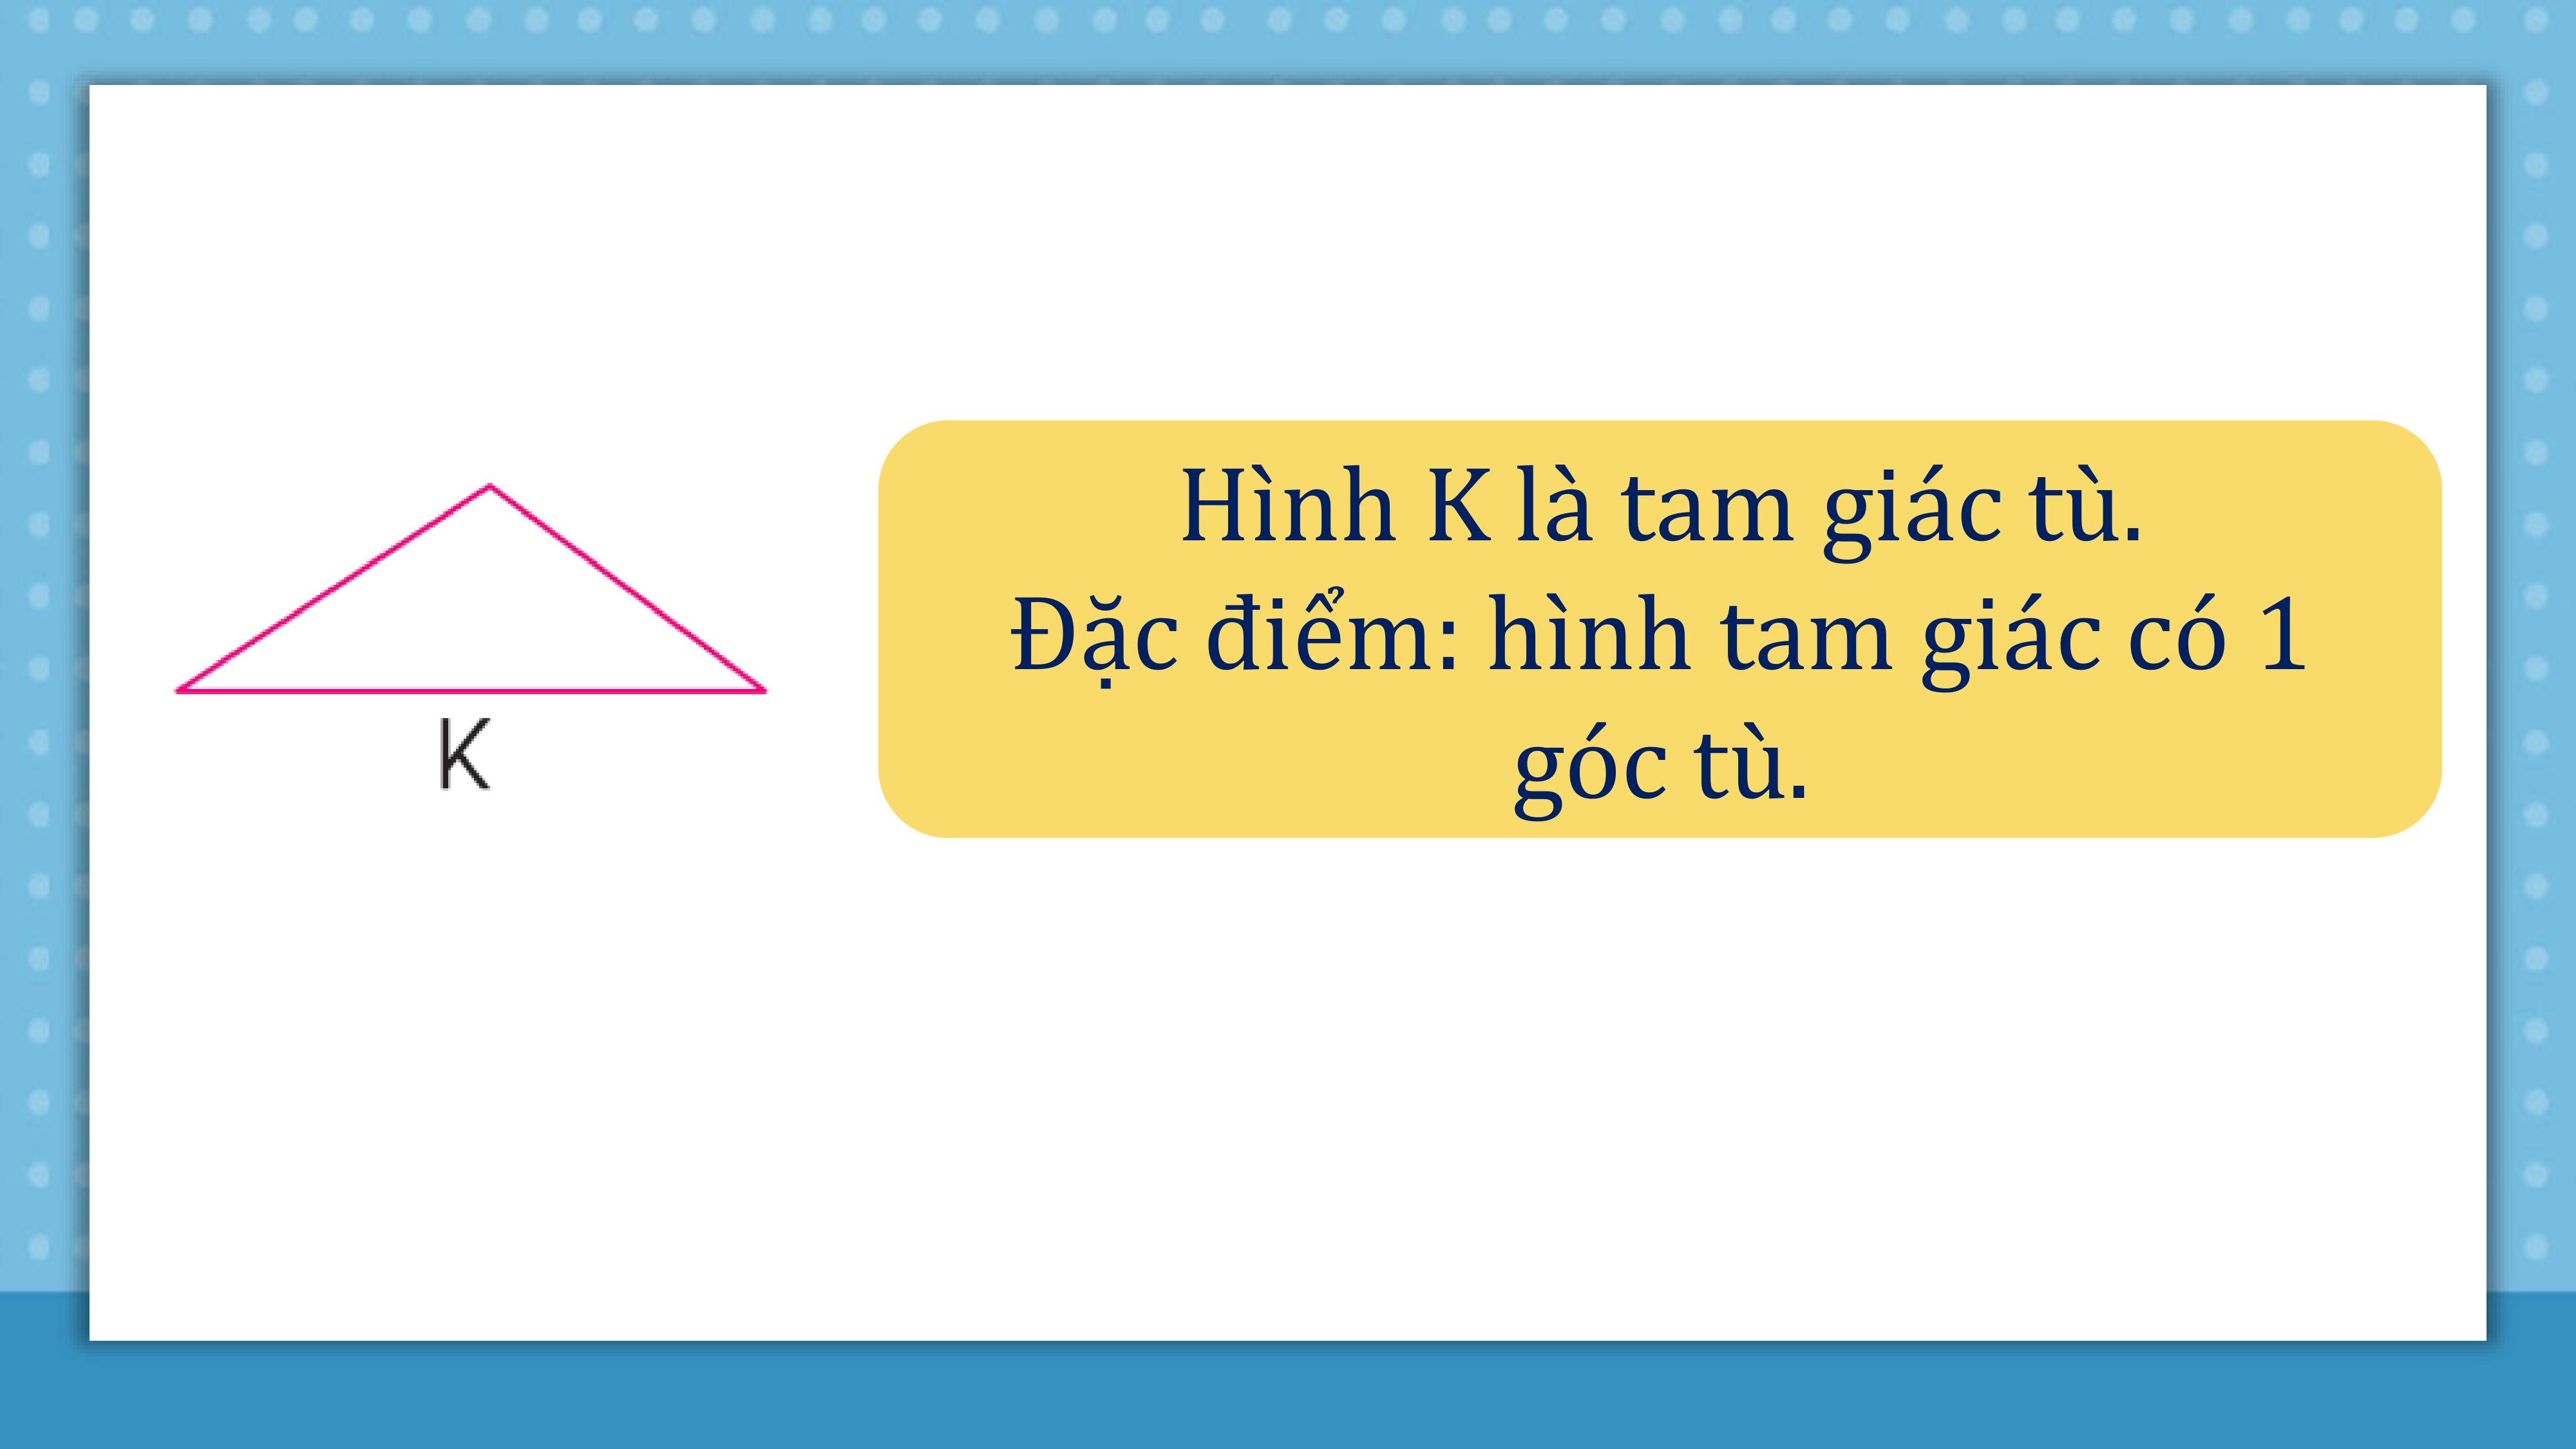 K
Hình K là tam giác tù.
Đặc điểm: hình tam giác có 1
góc tù.